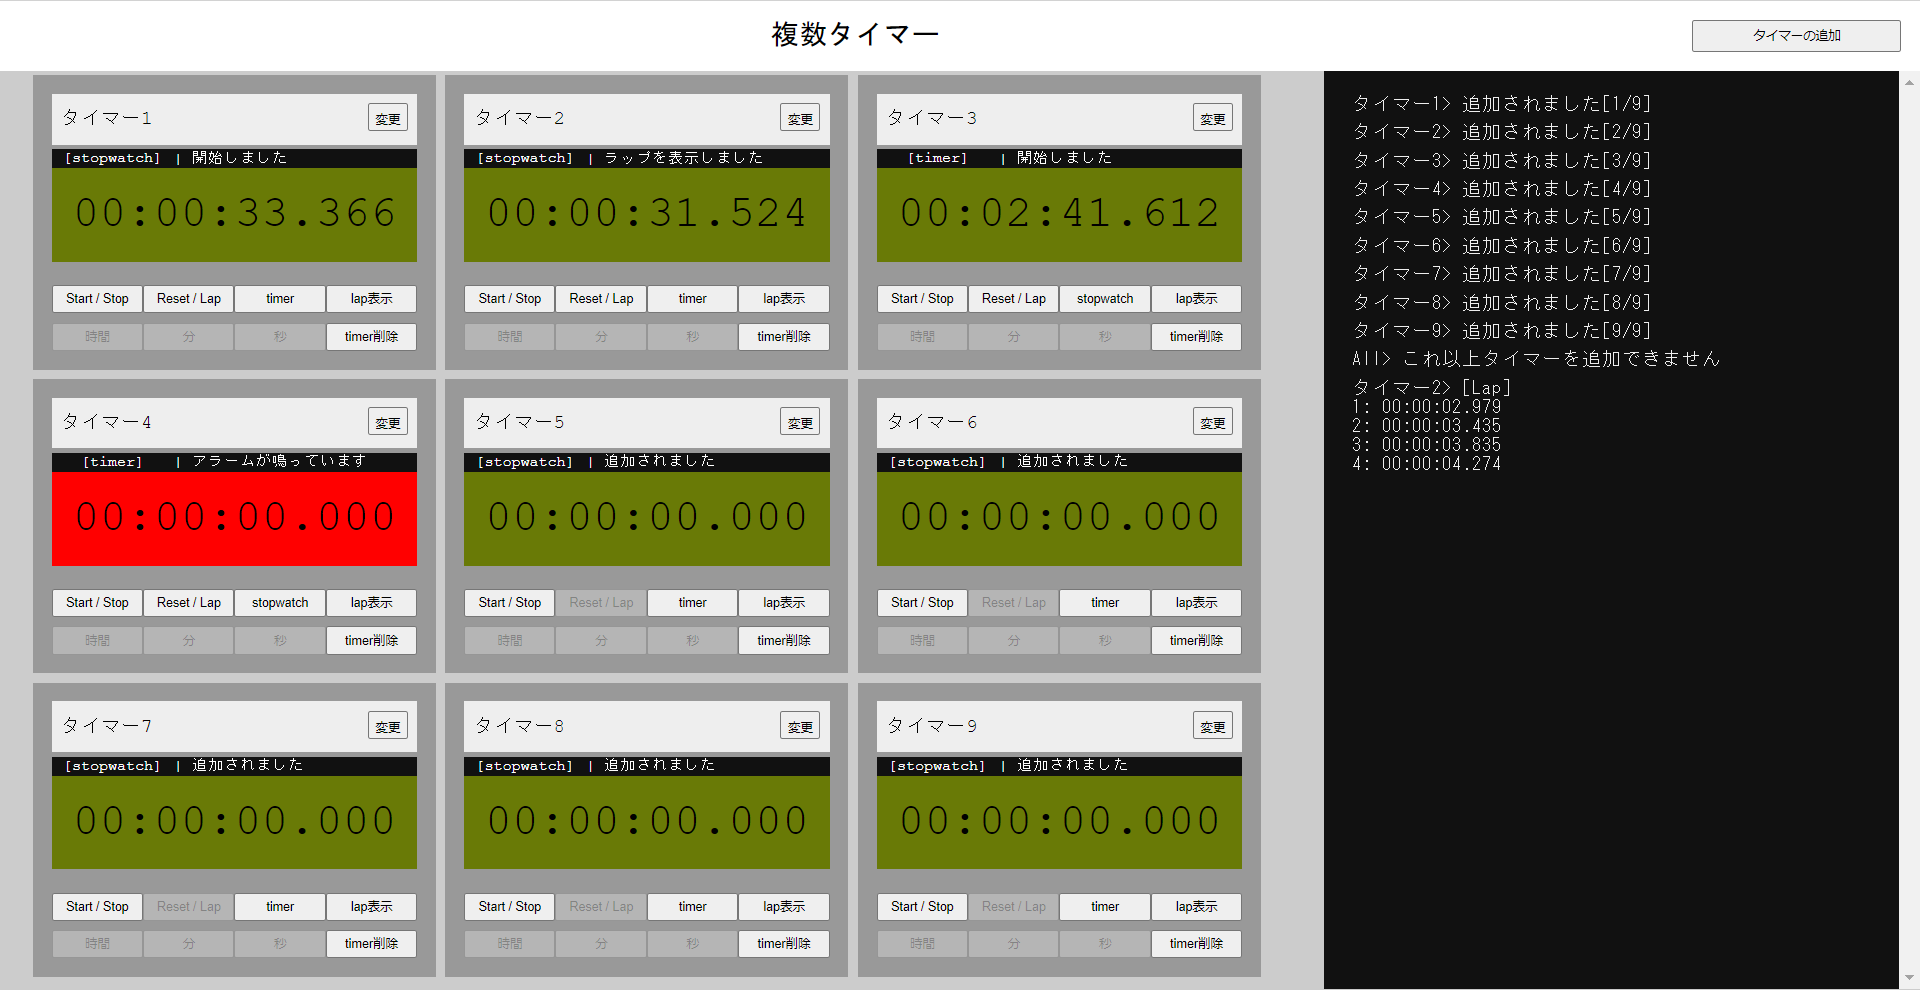 複数タイマー
タイマーの追加
タイマー1
変更
[stopwatch] | 開始しました
00:00:33.366
Start / Stop Reset / Lap timer lap表示
時間 分 秒 timer削除
タイマー2
変更
[stopwatch] | ラップを表示しました
00:00:31.524
Start / Stop Reset / Lap timer lap表示
時間 分 秒 timer削除
タイマー3
変更
[timer] | 開始しました
00:02:41.612
Start / Stop Reset / Lap stopwatch lap表示
時間 分 秒 timer削除
タイマー4
変更
[timer] | アラームが鳴っています
00:00:00.000
Start / Stop Reset / Lap stopwatch lap表示
時間 分 秒 timer削除
タイマー5
変更
[stopwatch] | 追加されました
00:00:00.000
Start / Stop Reset / Lap timer lap表示
時間 分 秒 timer削除
タイマー6
変更
[stopwatch] | 追加されました
00:00:00.000
Start / Stop Reset / Lap timer lap表示
時間 分 秒 timer削除
タイマー7
変更
[stopwatch] | 追加されました
00:00:00.000
Start / Stop Reset / Lap timer lap表示
時間 分 秒 timer削除
タイマー8
変更
[stopwatch] | 追加されました
00:00:00.000
Start / Stop Reset / Lap timer lap表示
時間 分 秒 timer削除
タイマー9
変更
[stopwatch] | 追加されました
00:00:00.000
Start / Stop Reset / Lap timer lap表示
時間 分 秒 timer削除
タイマー1> 追加されました[1/9]
タイマー2> 追加されました[2/9]
タイマー3> 追加されました[3/9]
タイマー4> 追加されました[4/9]
タイマー5> 追加されました[5/9]
タイマー6> 追加されました[6/9]
タイマー7> 追加されました[7/9]
タイマー8> 追加されました[8/9]
タイマー9> 追加されました[9/9]
All> これ以上タイマーを追加できません
タイマー2> [Lap]
1: 00:00:02.979
2: 00:00:03.435
3: 00:00:03.835
4: 00:00:04.274